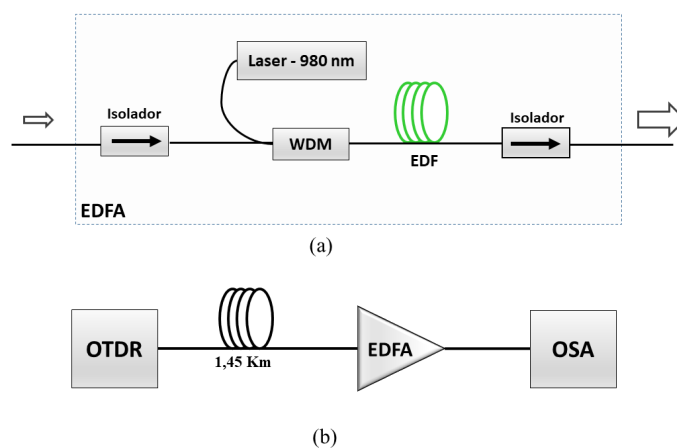 Laser - 980 nm
Isolador
Isolador
WDM
EDF
EDFA
(a)
OTDR
1,45 Km
EDFA
OSA
(b)